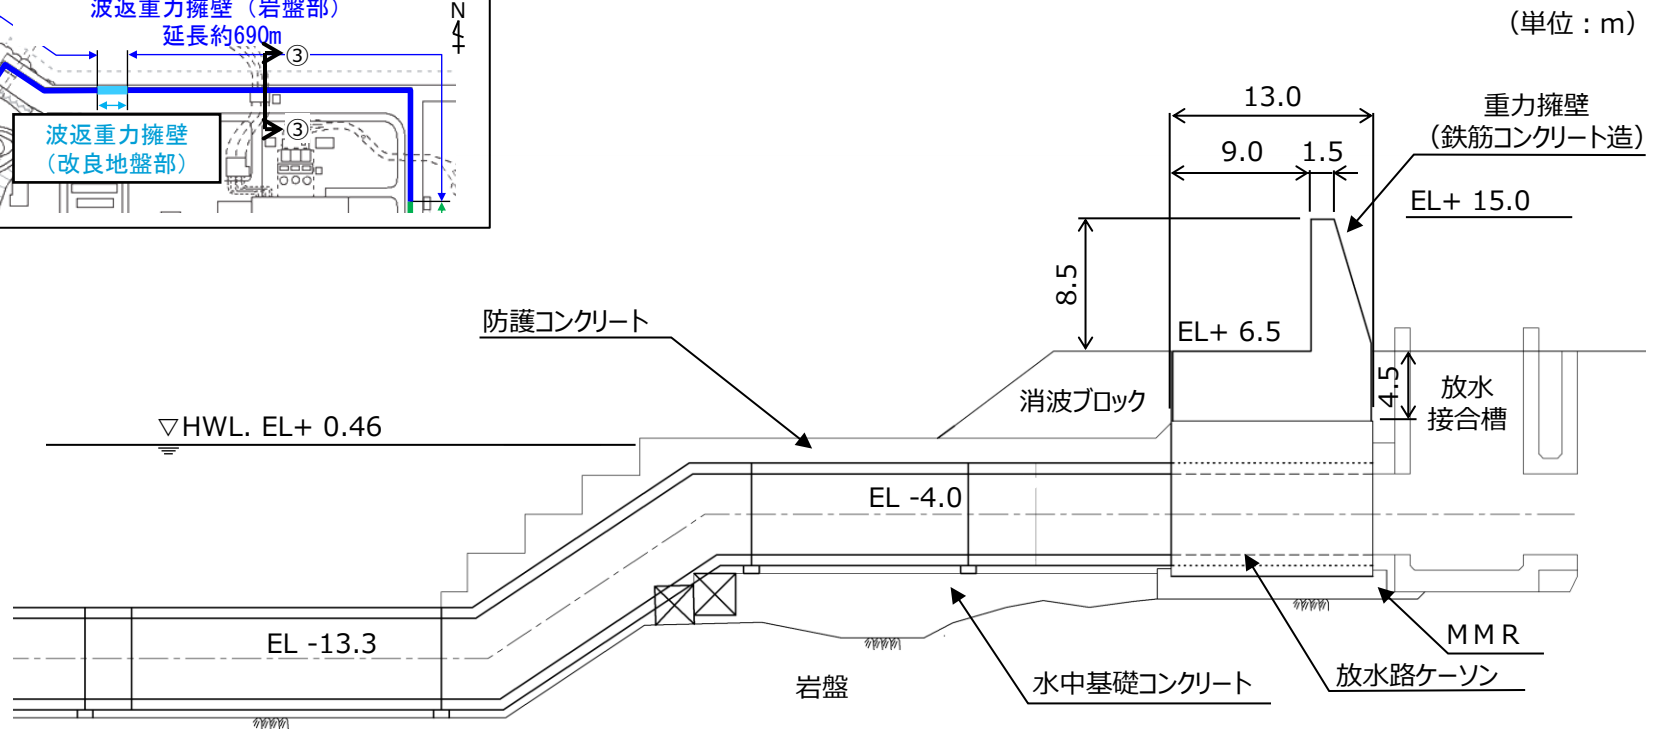 波返重力擁壁（岩盤部）
延長約690m
N
③
③
波返重力擁壁
（改良地盤部）
（単位：m）
13.0
9.0
1.5
重力擁壁
（鉄筋コンクリート造）
EL+ 15.0
8.5
EL+ 6.5
4.5
防護コンクリート
消波ブロック
放水
接合槽
▽HWL. EL+ 0.46
EL -4.0
EL -13.3
岩盤
水中基礎コンクリート
放水路ケーソン
ＭＭＲ